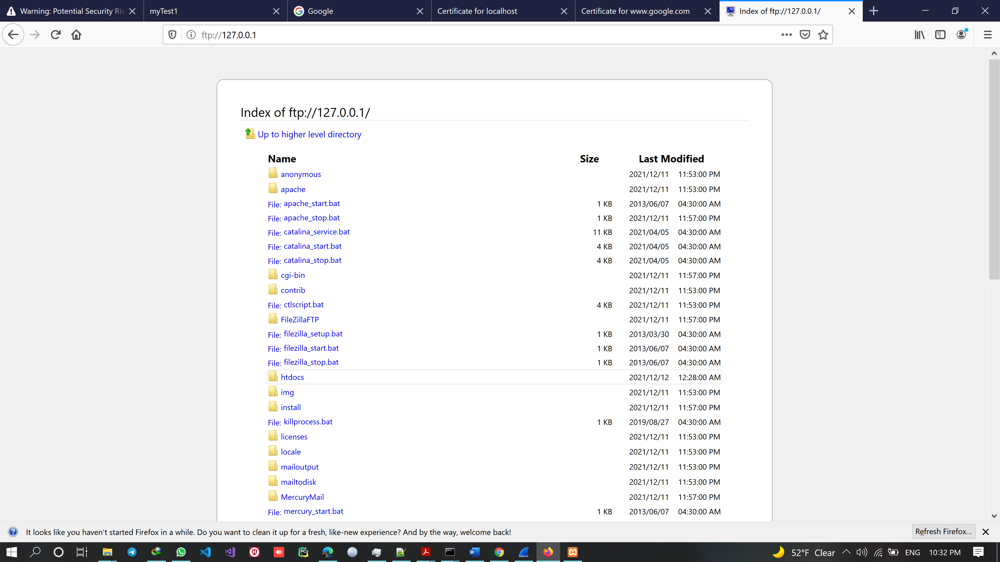 Warning: Potential Security Ris
myTest1
Google
Certificate for localhost
Certificate for www.google.com
Index of ftp://127.0.0.1/
ftp://127.0.0.1
Index of ftp://127.0.0.1/
Up to higher level directory
Name Size Last Modified
anonymous 2021/12/11 11:53:00 PM
apache 2021/12/11 11:53:00 PM
File: apache_start.bat 1 KB 2013/06/07 04:30:00 AM
File: apache_stop.bat 1 KB 2021/12/11 11:57:00 PM
File: catalina_service.bat 11 KB 2021/04/05 04:30:00 AM
File: catalina_start.bat 4 KB 2021/04/05 04:30:00 AM
File: catalina_stop.bat 4 KB 2021/04/05 04:30:00 AM
cgi-bin 2021/12/11 11:57:00 PM
contrib 2021/12/11 11:53:00 PM
File: ctlscript.bat 4 KB 2021/12/11 11:53:00 PM
FileZillaFTP 2021/12/11 11:57:00 PM
File: filezilla_setup.bat 1 KB 2013/03/30 04:30:00 AM
File: filezilla_start.bat 1 KB 2013/06/07 04:30:00 AM
File: filezilla_stop.bat 1 KB 2013/06/07 04:30:00 AM
htdocs 2021/12/12 12:28:00 AM
img 2021/12/11 11:53:00 PM
install 2021/12/11 11:57:00 PM
File: killprocess.bat 1 KB 2019/08/27 04:30:00 AM
licenses 2021/12/11 11:53:00 PM
locale 2021/12/11 11:53:00 PM
mailoutput 2021/12/11 11:53:00 PM
mailtodisk 2021/12/11 11:53:00 PM
MercuryMail 2021/12/11 11:57:00 PM
File: mercury_start.bat 1 KB 2013/06/07 04:30:00 AM
It looks like you haven’t started Firefox in a while. Do you want to clean it up for a fresh, like-new experience? And by the way, welcome back!
Refresh Firefox...
52°F Clear
ENG
10:32 PM